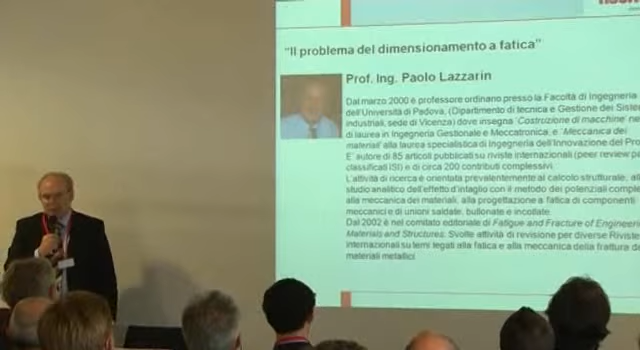 "Il problema del dimensionamento a fatica"
Prof. Ing. Paolo Lazzarin
Dal marzo 2000 è professore ordinario presso la Facoltà di Ingegneria
dell'Università di Padova, (Dipartimento di tecnica e Gestione dei Sistem
industriali, sede di Vicenza) dove insegna 'Costruzione di macchine' ne
di laurea in Ingegneria Gestionale e Meccatronica, e 'Meccanica dei
materiali' alla laurea specialistica di Ingegneria dell'Innovazione del Pro
E' autore di 85 articoli pubblicati su riviste internazionali (peer review pa
classificati ISI) e di circa 200 contributi complessivi.
L'attività di ricerca è orientata prevalentemente al calcolo strutturale, all
studio analitico dell'effetto d'intaglio con il metodo dei potenziali comple
alla meccanica dei materiali, alla progettazione a fatica di componenti
meccanici e di unioni saldate, bullonate e incollate.
Dal 2002 è nel comitato editoriale di Fatigue and Fracture of Engineerin
Materials and Structures. Svolge attività di revisione per diverse Riviste
internazionali su temi legati alla fatica e alla meccanica della frattura de
materiali metallici.